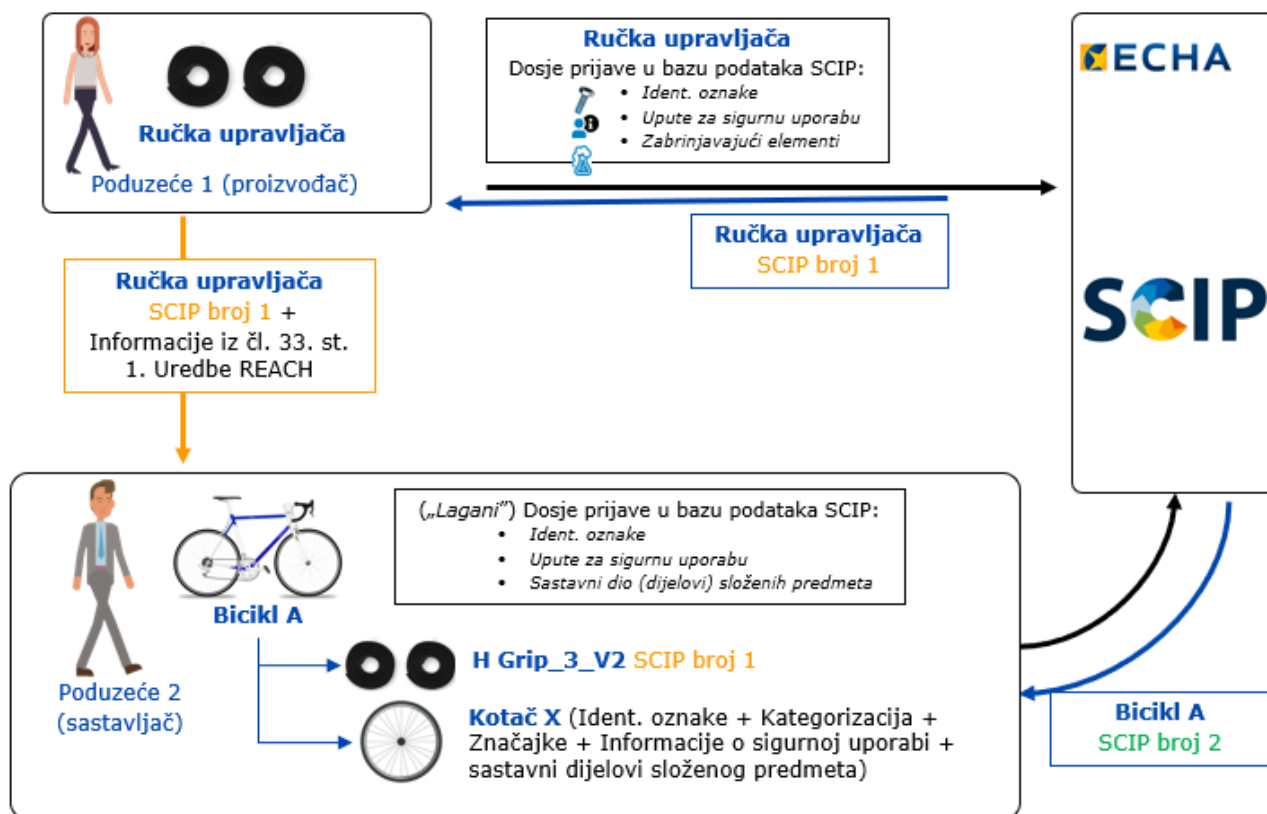 Ručka upravljača
Poduzeće 1 (proizvođač)
Ručka upravljača
Dosje prijave u bazu podataka SCIP:
• Ident. oznake
• Upute za sigurnu uporabu
• Zabrinjavajući elementi
ECHA
SCIP
Ručka upravljača
SCIP broj 1
Ručka upravljača
SCIP broj 1 +
Informacije iz čl. 33. st.
1. Uredbe REACH
(„Lagani”) Dosje prijave u bazu podataka SCIP:
• Ident. oznake
• Upute za sigurnu uporabu
• Sastavni dio (dijelovi) složenih predmeta
Bicikl A
Poduzeće 2
(sastavljač)
H Grip_3_V2 SCIP broj 1
Kotač X (Ident. oznake + Kategorizacija +
Značajke + Informacije o sigurnoj uporabi +
sastavni dijelovi složenog predmeta)
Bicikl A
SCIP broj 2